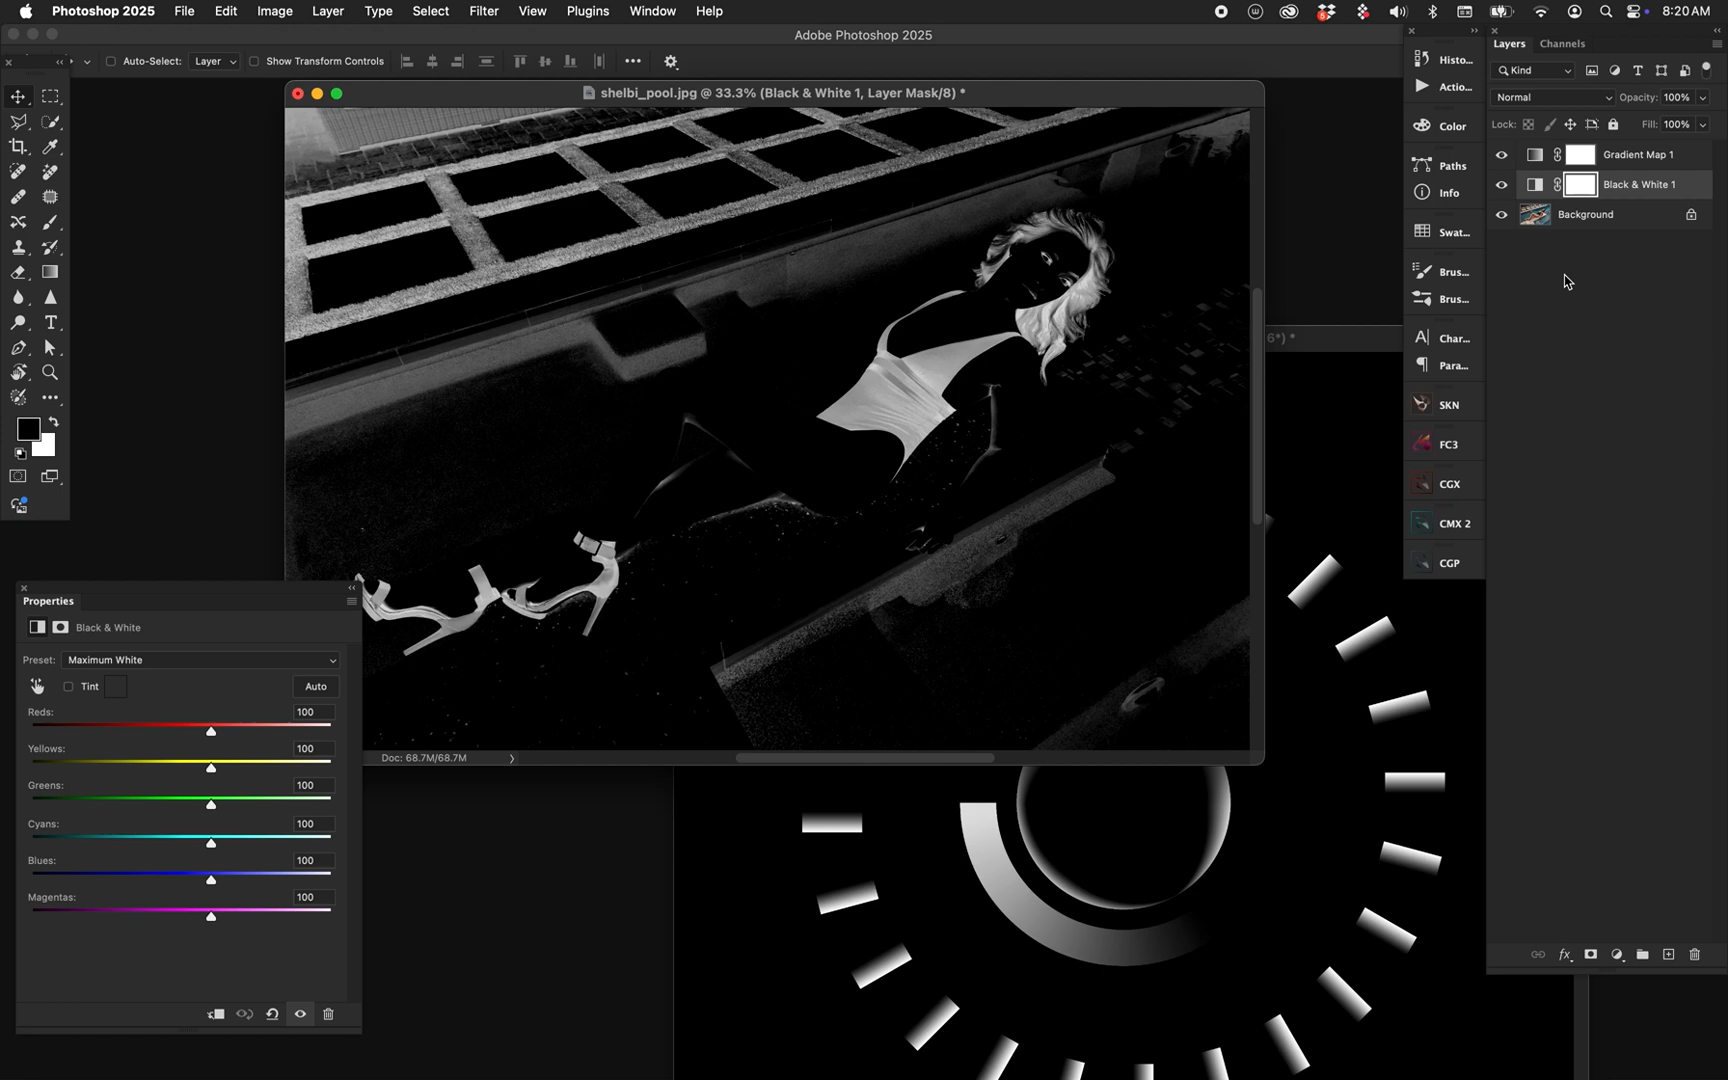 Photoshop 2025 File Edit Image Layer Type Select Filter View Plugins Window Help 5 8:20 AM
Adobe Photoshop 2025
Auto-Select: Layer Show Transform Controls
shelbi_pool.jpg @ 33.3% (Black & White 1, Layer Mask/8) *
6*) *
Doc: 68.7M/68.7M
Properties
Black & White
Preset: Maximum White
Tint Auto
Reds: 100
Yellows: 100
Greens: 100
Cyans: 100
Blues: 100
Magentas: 100
Histo...
Actio...
Color
Paths
Info
Swat...
Brus...
Brus...
Char...
Para...
SKN
FC3
CGX
CMX 2
CGP
Layers Channels
Kind
Normal Opacity: 100%
Lock: Fill: 100%
Gradient Map 1
Black & White 1
Background
fx